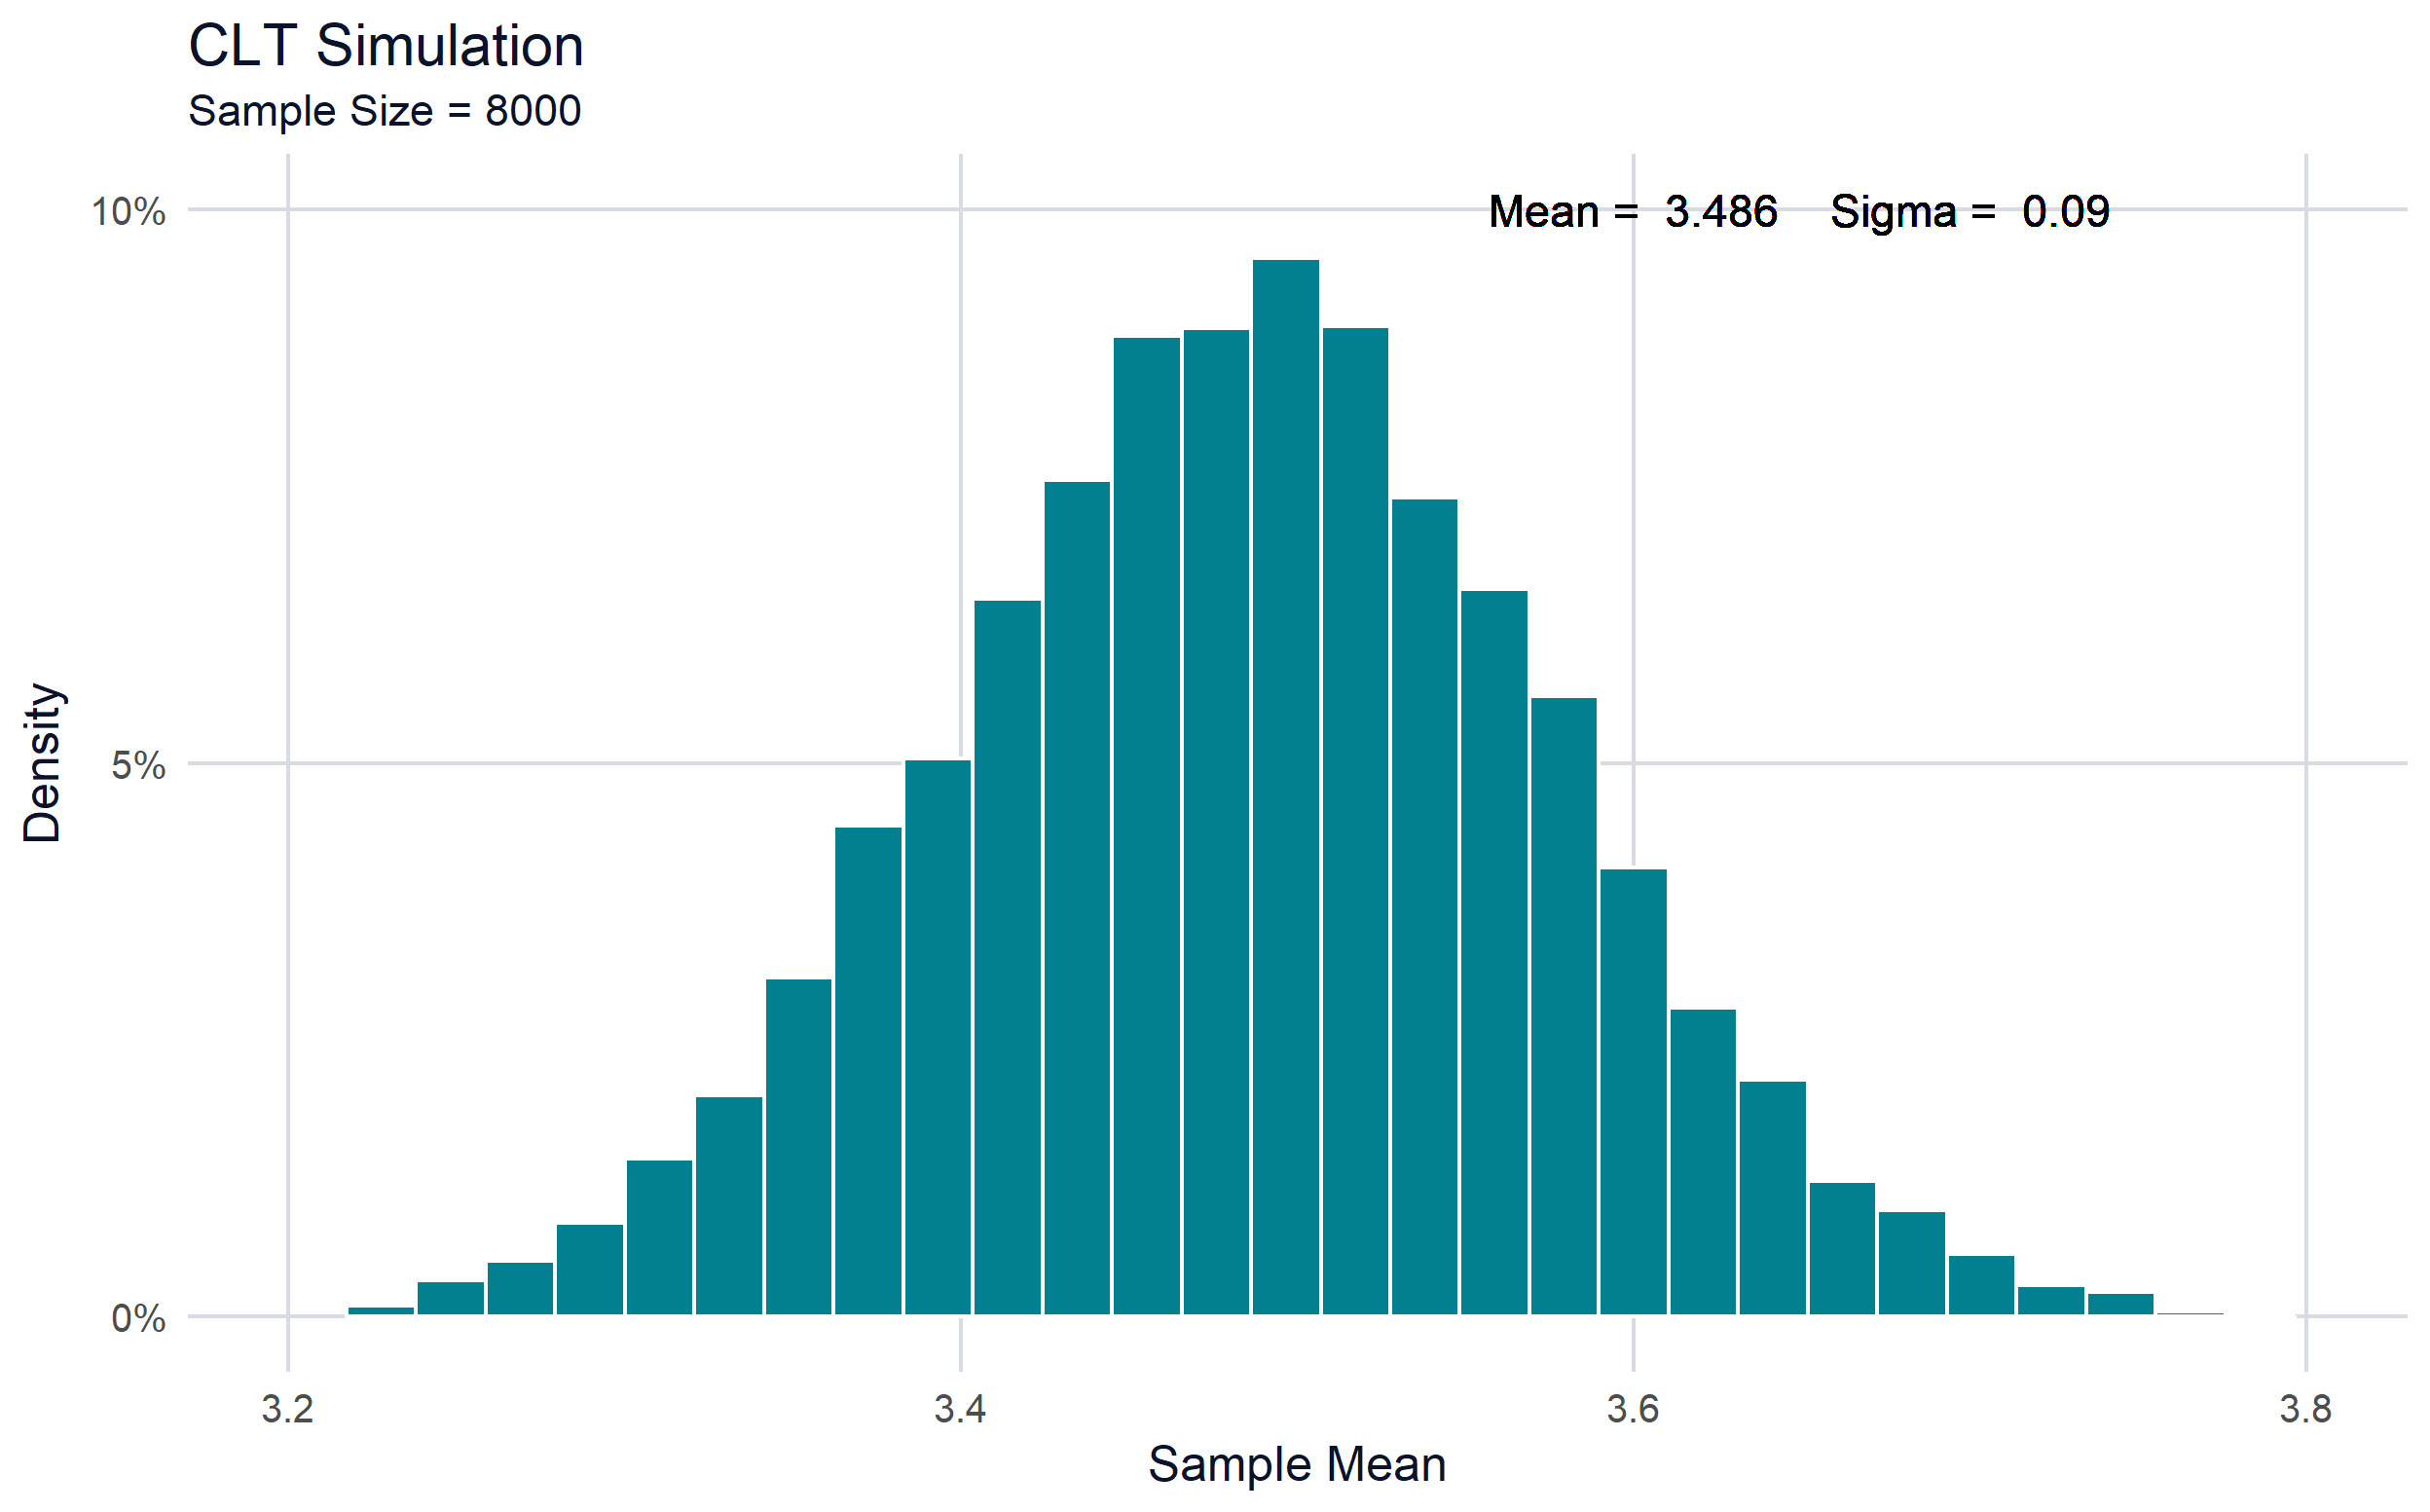 CLT Simulation
Sample Size = 8000
10%
Mean = 3.486 Sigma = 0.09
5%
0%
Density
3.2 3.4 3.6 3.8
Sample Mean